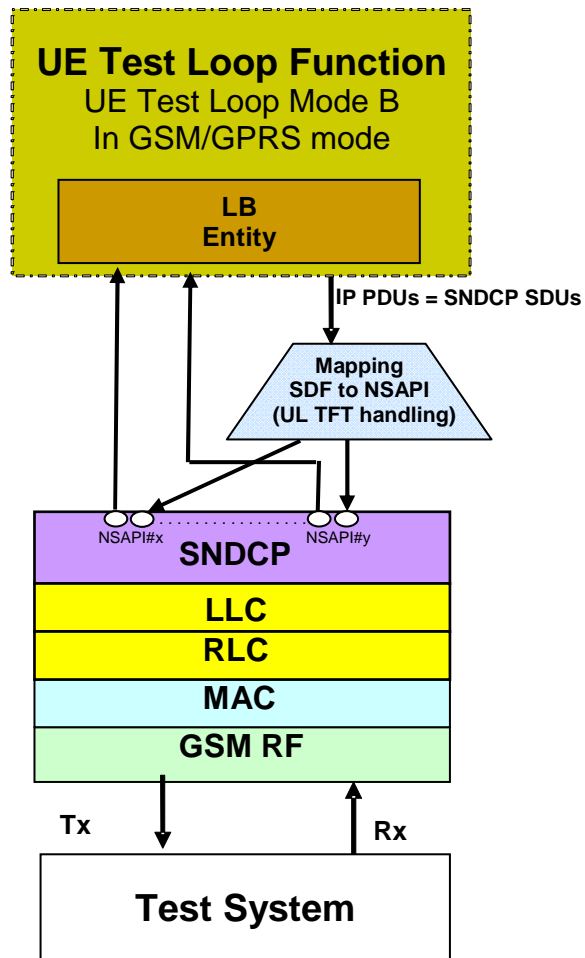 UE Test Loop Function
UE Test Loop Mode B
In GSM/GPRS mode
LB
Entity
IP PDUs = SNDCP SDUs
Mapping
SDF to NSAPI
(UL TFT handling)
NSAPI#x
NSAPI#y
SNDCP
LLC
RLC
MAC
GSM RF
Tx
Rx
Test System